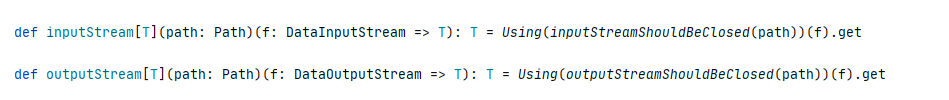 def inputStream[T](path: Path)(f: DataInputStream => T): T = Using(inputStreamShouldBeClosed(path))(f).get
def outputStream[T](path: Path)(f: DataOutputStream => T): T = Using(outputStreamShouldBeClosed(path))(f).get